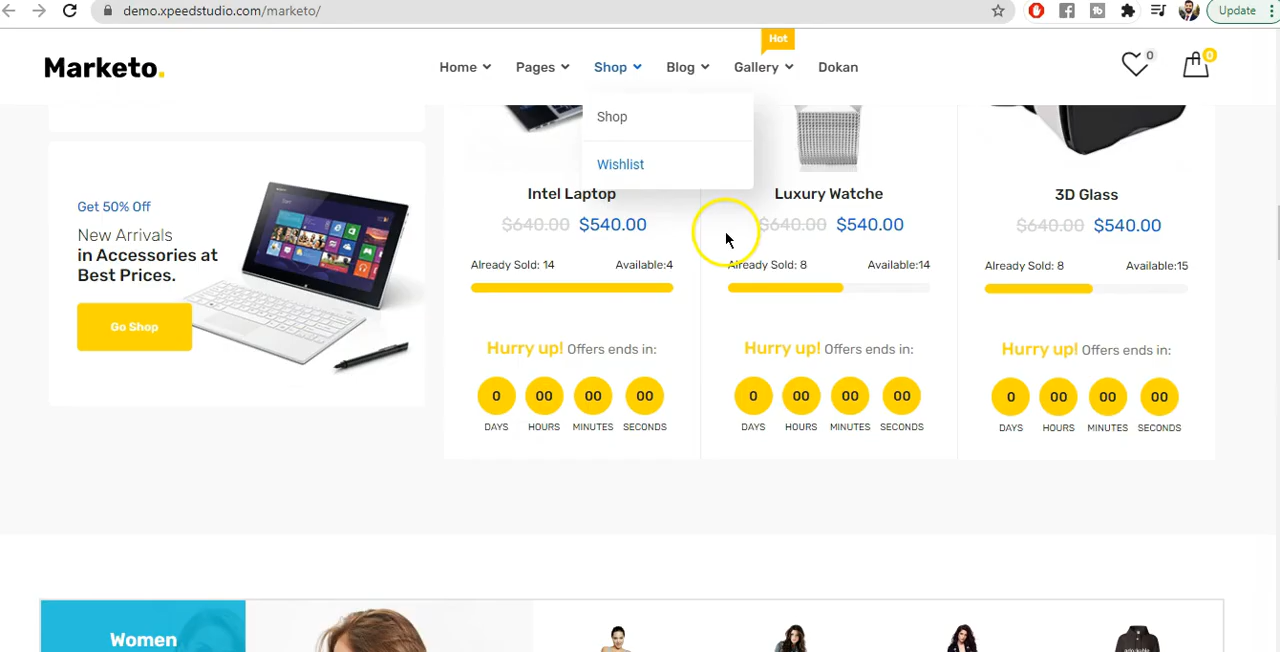 demo.xpeedstudio.com/marketo/
Update
Hot
Marketo.
Home Pages Shop Blog Gallery Dokan
0
0
Shop
Wishlist
Get 50% Off
New Arrivals
in Accessories at
Best Prices.
Go Shop
Intel Laptop
$640.00 $540.00
Already Sold: 14 Available:4
Hurry up! Offers ends in:
0 00 00 00
DAYS HOURS MINUTES SECONDS
Luxury Watche
$640.00 $540.00
Already Sold: 8 Available:14
Hurry up! Offers ends in:
0 00 00 00
DAYS HOURS MINUTES SECONDS
3D Glass
$640.00 $540.00
Already Sold: 8 Available:15
Hurry up! Offers ends in:
0 00 00 00
DAYS HOURS MINUTES SECONDS
Women